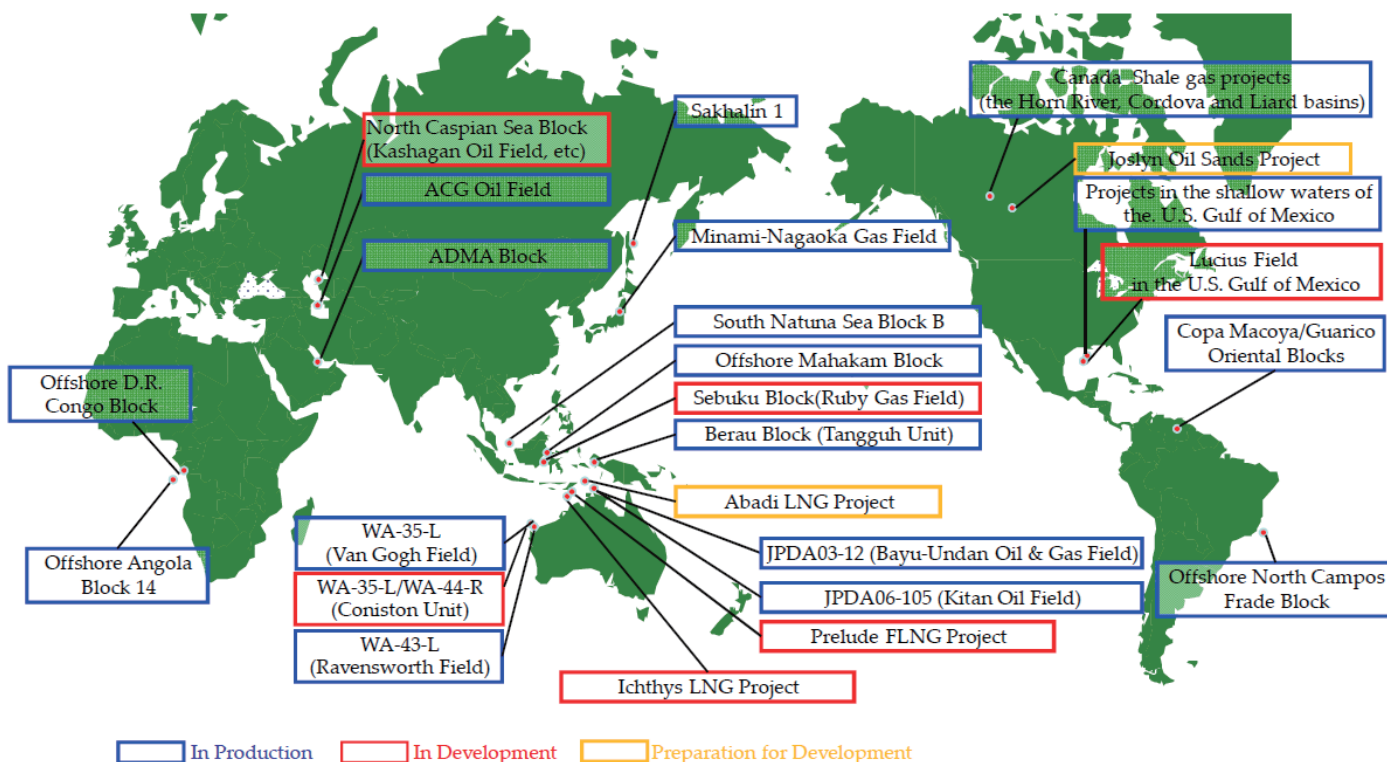 Canada Shale gas projects
(the Horn River, Cordova and Liard basins)
Sakhalin 1
North Caspian Sea Block
(Kashagan Oil Field, etc)
Joslyn Oil Sands Project
ACG Oil Field
Projects in the shallow waters of
the. U.S. Gulf of Mexico
Minami-Nagaoka Gas Field
ADMA Block
Lucius Field
in the U.S. Gulf of Mexico
South Natuna Sea Block B
Copa Macoya/Guarico
Oriental Blocks
Offshore Mahakam Block
Offshore D.R.
Congo Block
Sebuku Block(Ruby Gas Field)
Berau Block (Tangguh Unit)
Abadi LNG Project
WA-35-L
(Van Gogh Field)
JPDA03-12 (Bayu-Undan Oil & Gas Field)
Offshore Angola
Block 14
WA-35-L/WA-44-R
(Coniston Unit)
JPDA06-105 (Kitan Oil Field)
Offshore North Campos
Frade Block
WA-43-L
(Ravensworth Field)
Prelude FLNG Project
Ichthys LNG Project
In Production
In Development
Preparation for Development